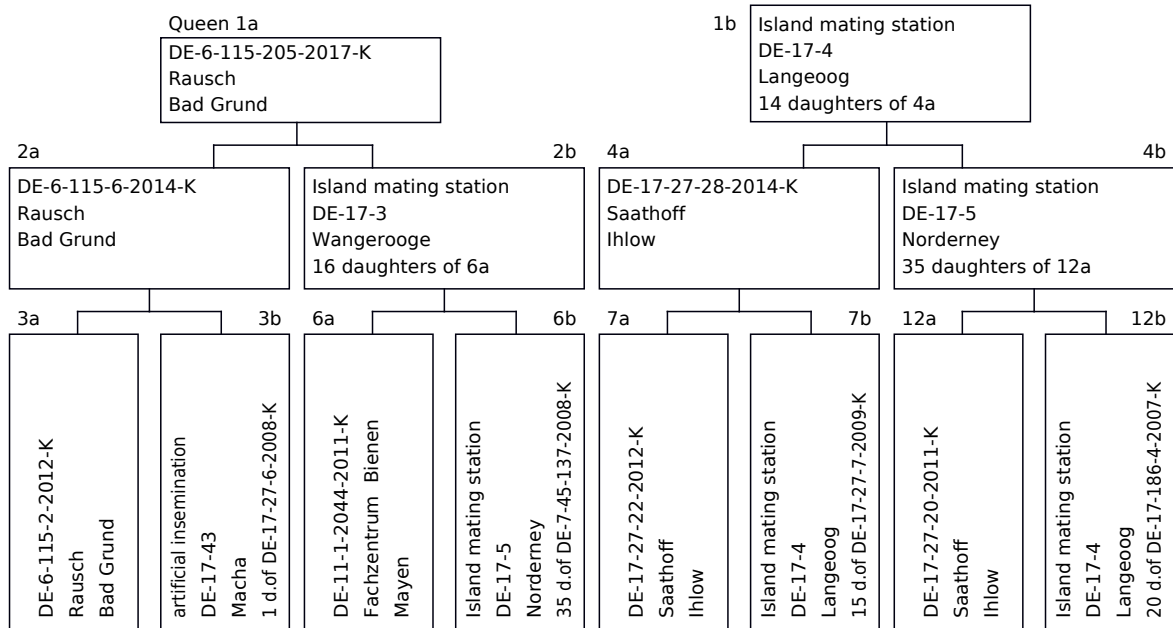 Queen 1a
DE-6-115-205-2017-K
Rausch
Bad Grund
1b
Island mating station
DE-17-4
Langeoog
14 daughters of 4a
2a
DE-6-115-6-2014-K
Rausch
Bad Grund
2b
Island mating station
DE-17-3
Wangerooge
16 daughters of 6a
4a
DE-17-27-28-2014-K
Saathoff
Ihlow
4b
Island mating station
DE-17-5
Norderney
35 daughters of 12a
3a
DE-6-115-2-2012-K
Rausch
Bad Grund
3b
artificial insemination
DE-17-43
Macha
1 d.of DE-17-27-6-2008-K
6a
DE-11-1-2044-2011-K
Fachzentrum Bienen
Mayen
6b
Island mating station
DE-17-5
Norderney
35 d.of DE-7-45-137-2008-K
7a
DE-17-27-22-2012-K
Saathoff
Ihlow
7b
Island mating station
DE-17-4
Langeoog
15 d.of DE-17-27-7-2009-K
12a
DE-17-27-20-2011-K
Saathoff
Ihlow
12b
Island mating station
DE-17-4
Langeoog
20 d.of DE-17-186-4-2007-K